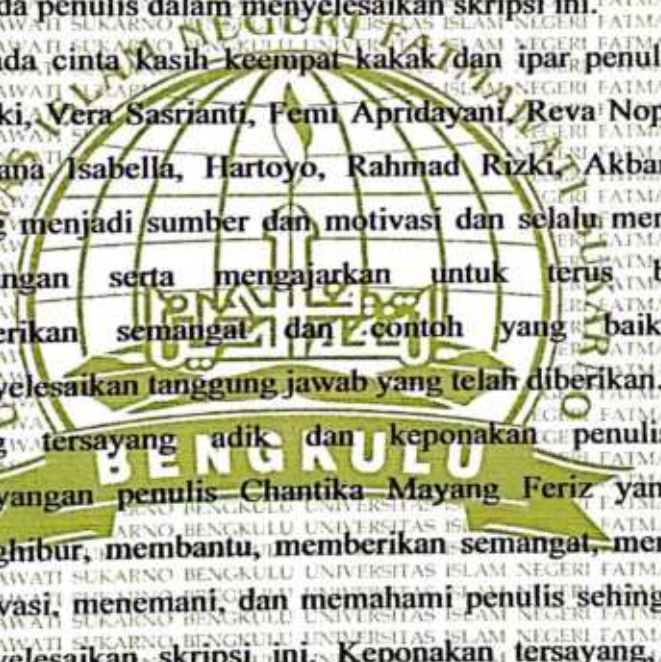 da penulis dalam menyelesaikan skripsi ini.
da cinta kasih keempat kakak dan ipar penul
ki, Vera Sasrianti, Femi Apridayani, Reva Nop
ana Isabella, Hartoyo, Rahmad Rizki, Akbar
g menjadi sumber dan motivasi dan selalu mer
ngan serta mengajarkan untuk terus b
erikan semangat dan contoh yang baik
yelesaikan tanggung jawab yang telah diberikan.
g tersayang adik dan keponakan penulis
BENGKULU
yangan penulis Chantika Mayang Feriz yan
ghibur, membantu, memberikan semangat, mer
vasi, menemani, dan memahami penulis sehing
yelesaikan skripsi ini. Keponakan tersayang,